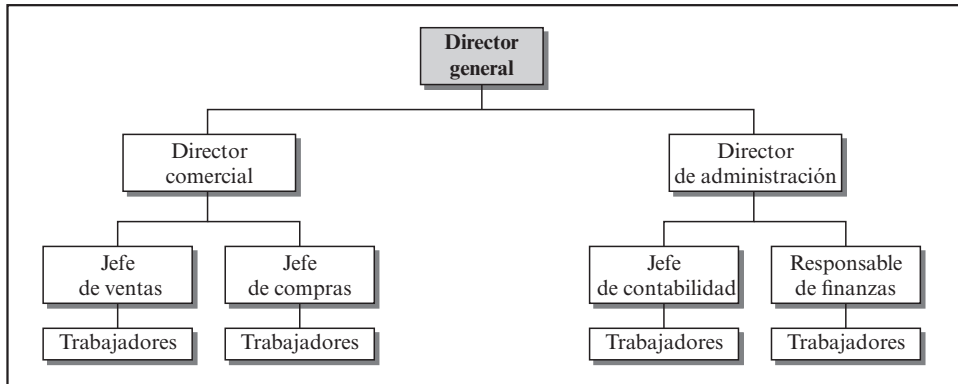 Director
general
Director
comercial
Director
de administración
Jefe
de ventas
Jefe
de compras
Jefe
de contabilidad
Responsable
de finanzas
Trabajadores
Trabajadores
Trabajadores
Trabajadores